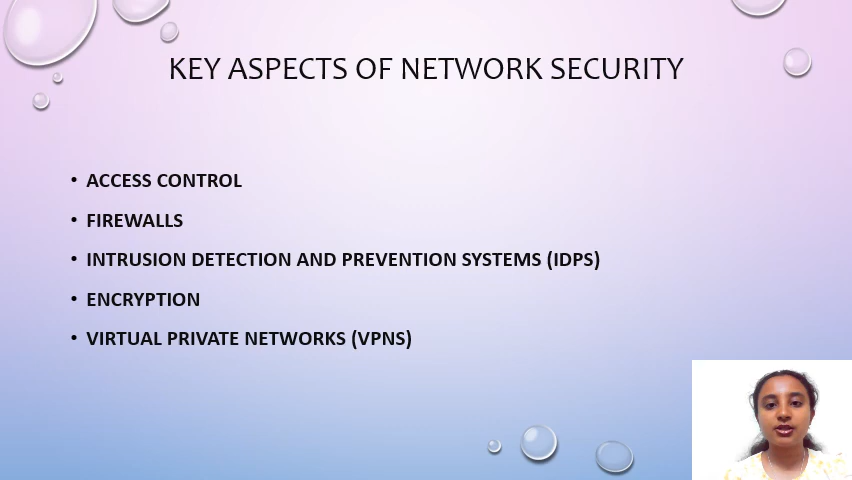 KEY ASPECTS OF NETWORK SECURITY
• ACCESS CONTROL
• FIREWALLS
• INTRUSION DETECTION AND PREVENTION SYSTEMS (IDPS)
• ENCRYPTION
• VIRTUAL PRIVATE NETWORKS (VPNS)